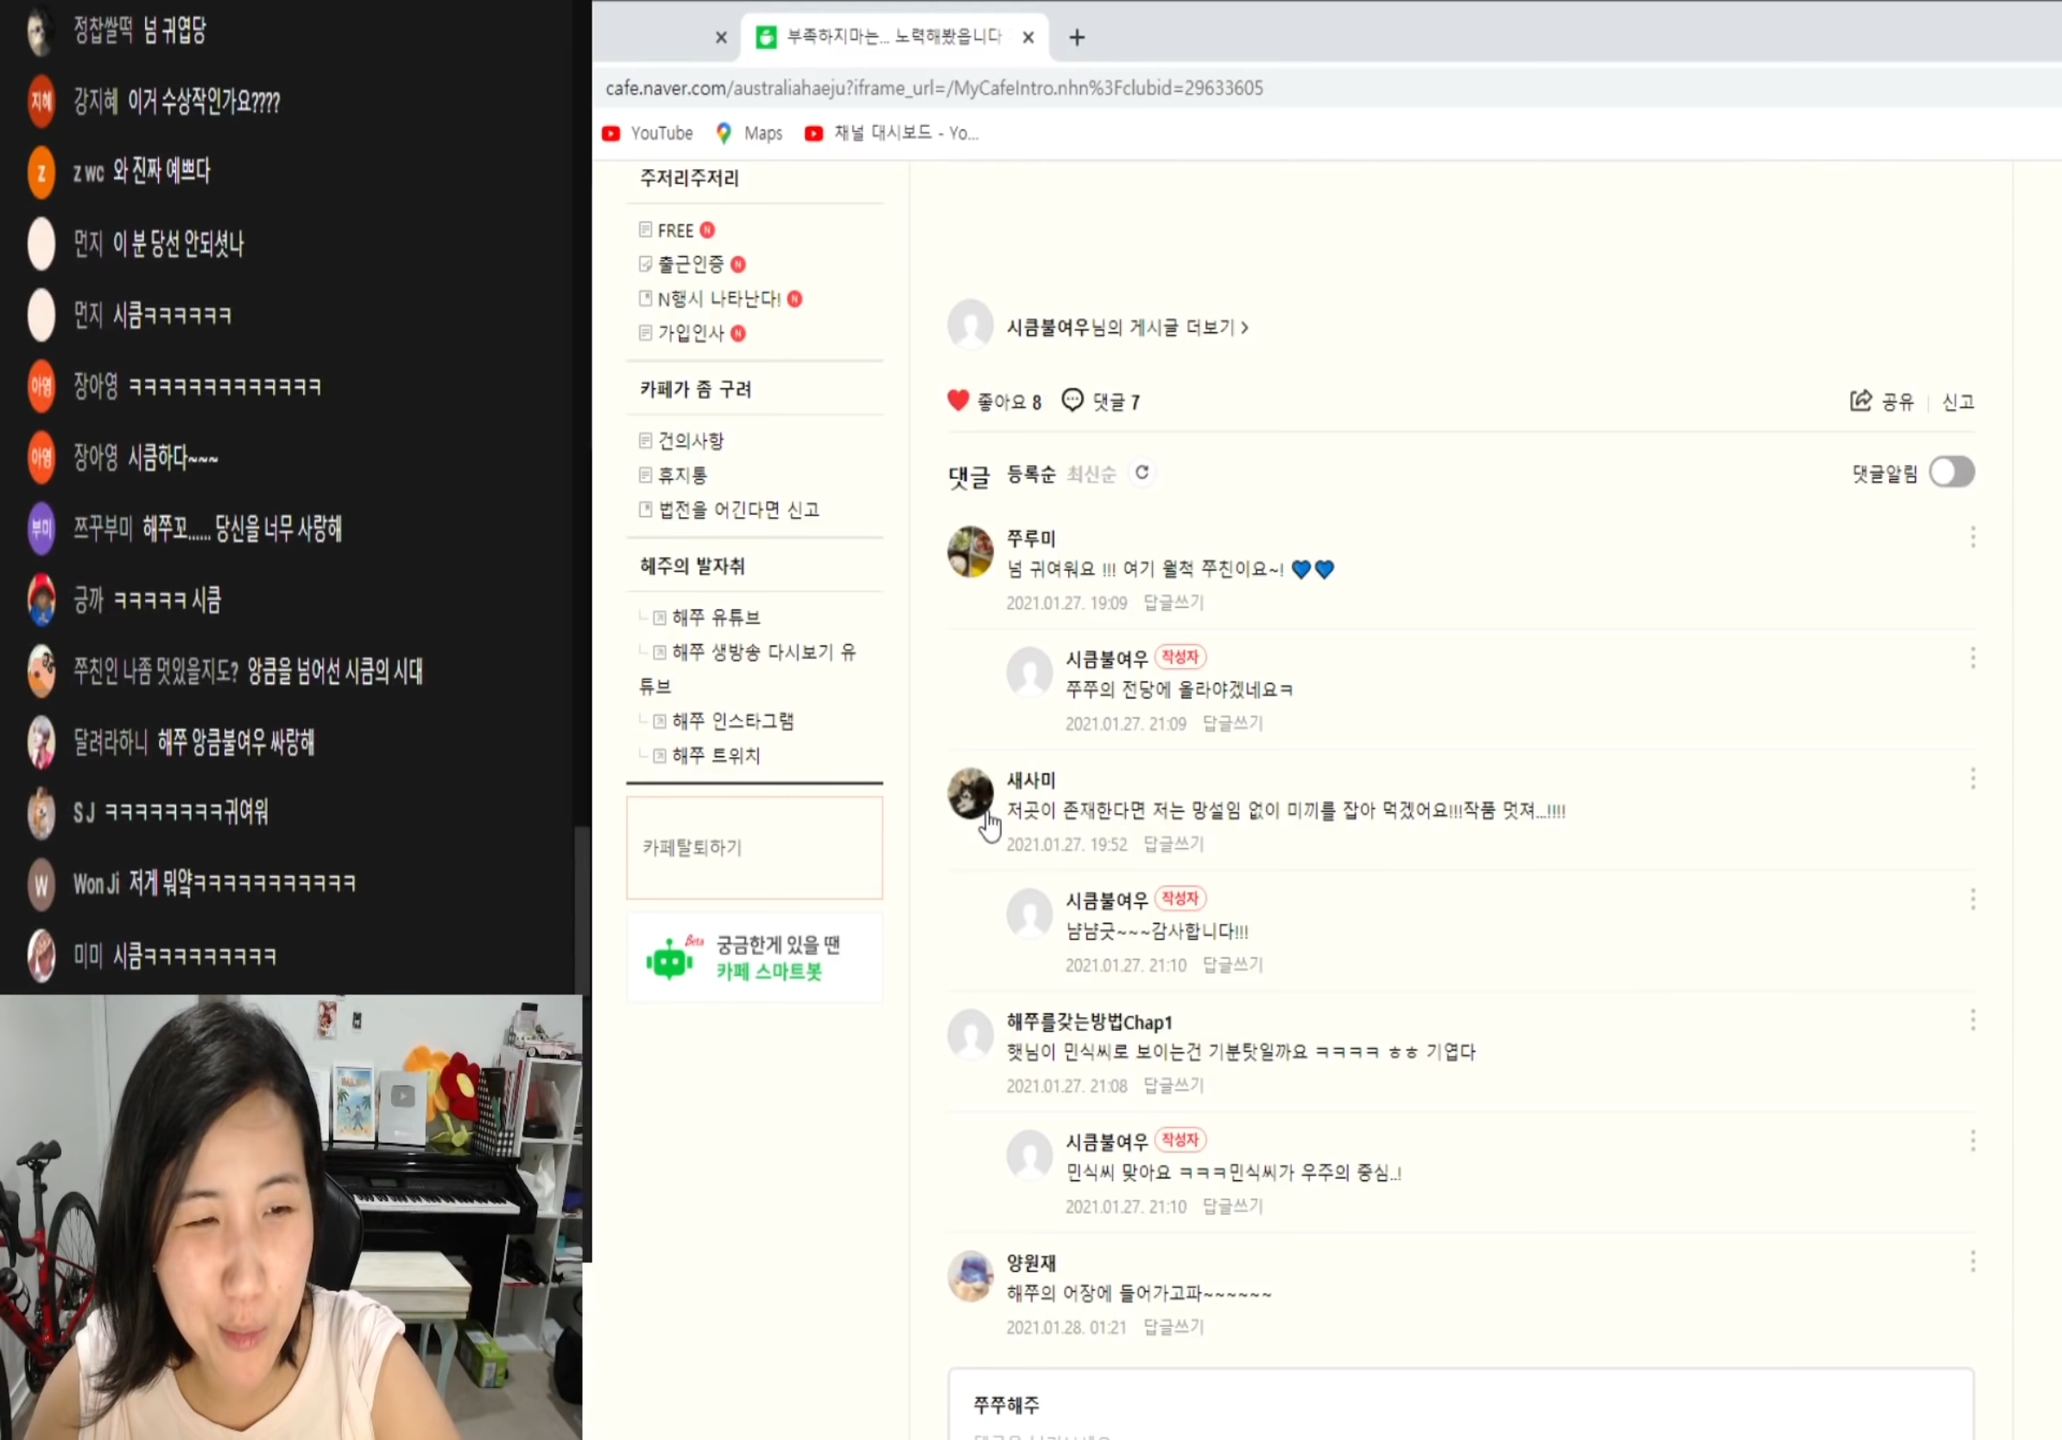 정찹쌀떡 넘 귀엽당
지혜 강지혜 이거 수상작인가요????
z z wc 와 진짜 예쁘다
먼지 이 분 당선 안되셧나
먼지 시큼ㅋㅋㅋㅋㅋㅋ
아영 장아영 ㅋㅋㅋㅋㅋㅋㅋㅋㅋㅋㅋㅋㅋ
아영 장아영 시큼하다~~~
부미 쯔꾸부미 해쭈꼬...... 당신을 너무 사랑해
긍까 ㅋㅋㅋㅋㅋ 시큼
쭈친인 나좀 멋있을지도? 앙큼을 넘어선 시큼의 시대
달려라하니 해쭈 앙큼불여우 싸랑해
S J ㅋㅋㅋㅋㅋㅋㅋㅋ귀여워
W Won Ji 저게 뭐얔ㅋㅋㅋㅋㅋㅋㅋㅋㅋㅋㅋ
미미 시큼ㅋㅋㅋㅋㅋㅋㅋㅋㅋ
부족하지마는... 노력해봤읍니다
cafe.naver.com/australiahaeju?iframe_url=/MyCafeIntro.nhn%3Fclubid=29633605
YouTube Maps 채널 대시보드 - Yo...
주저리주저리
FREE N
출근인증 N
N행시 나타난다! N
가입인사 N
카페가 좀 구려
건의사항
휴지통
법전을 어긴다면 신고
헤주의 발자취
해쭈 유튜브
해쭈 생방송 다시보기 유
튜브
해쭈 인스타그램
해쭈 트위치
카페탈퇴하기
Beta 궁금한게 있을 땐
카페 스마트봇
시큼불여우님의 게시글 더보기 >
좋아요 8 댓글 7 공유 신고
댓글 등록순 최신순 댓글알림
쭈루미
넘 귀여워요 !!! 여기 월척 쭈친이요~! 💙💙
2021.01.27. 19:09 답글쓰기
시큼불여우 작성자
쭈쭈의 전당에 올라야겠네요ㅋ
2021.01.27. 21:09 답글쓰기
새사미
저곳이 존재한다면 저는 망설임 없이 미끼를 잡아 먹겠어요!!!작품 멋져...!!!!
2021.01.27. 19:52 답글쓰기
시큼불여우 작성자
냠냠굿~~~감사합니다!!!
2021.01.27. 21:10 답글쓰기
해쭈를갖는방법Chap1
햇님이 민식씨로 보이는건 기분탓일까요 ㅋㅋㅋㅋ ㅎㅎ 기엽다
2021.01.27. 21:08 답글쓰기
시큼불여우 작성자
민식씨 맞아요 ㅋㅋㅋ민식씨가 우주의 중심..!
2021.01.27. 21:10 답글쓰기
양원재
해쭈의 어장에 들어가고파~~~~~~
2021.01.28. 01:21 답글쓰기
쭈쭈해주